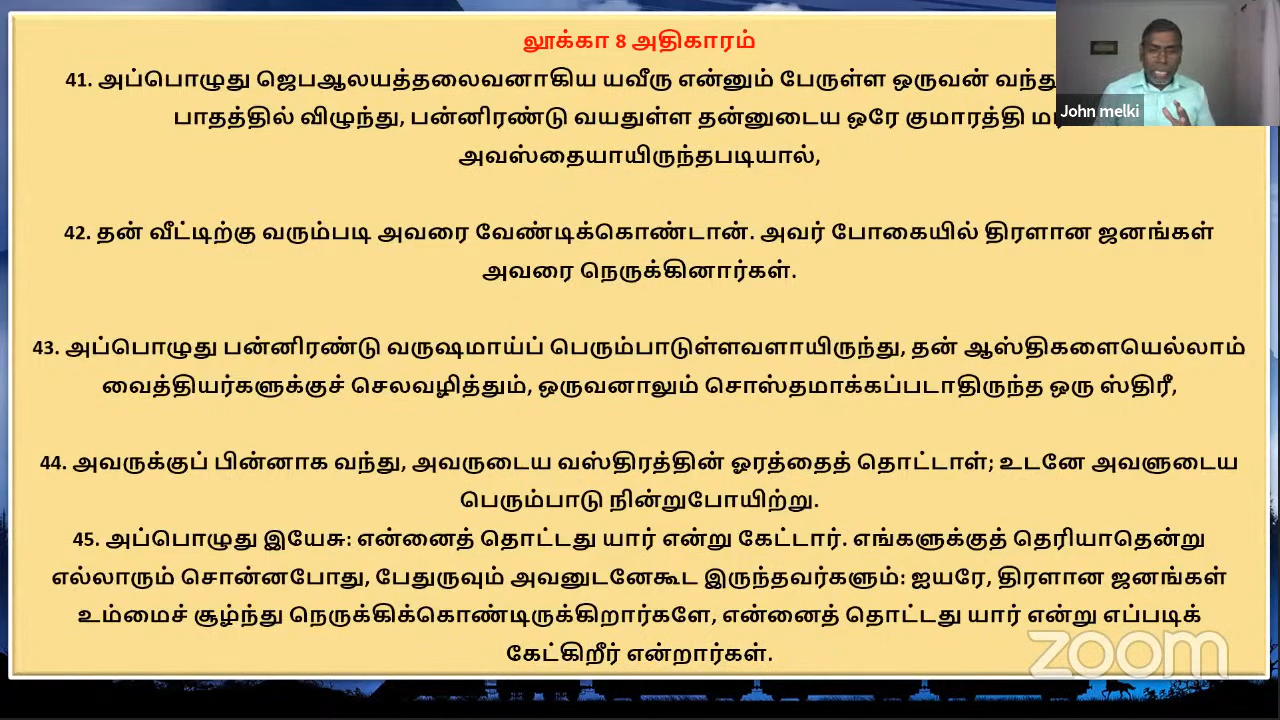 லூக்கா 8 அதிகாரம்
41. அப்பொழுது ஜெபஆலயத்தலைவனாகிய யவீரு என்னும் பேருள்ள ஒருவன் வந்து
பாதத்தில் விழுந்து, பன்னிரண்டு வயதுள்ள தன்னுடைய ஒரே குமாரத்தி
அவஸ்தையாயிருந்தபடியால்,
42. தன் வீட்டிற்கு வரும்படி அவரை வேண்டிக்கொண்டான். அவர் போகையில் திரளான ஜனங்கள்
அவரை நெருக்கினார்கள்.
43. அப்பொழுது பன்னிரண்டு வருஷமாய்ப் பெரும்பாடுள்ளவளாயிருந்து, தன் ஆஸ்திகளையெல்லாம்
வைத்தியர்களுக்குச் செலவழித்தும், ஒருவனாலும் சொஸ்தமாக்கப்படாதிருந்த ஒரு ஸ்திரீ,
44. அவருக்குப் பின்னாக வந்து, அவருடைய வஸ்திரத்தின் ஓரத்தைத் தொட்டாள்; உடனே அவளுடைய
பெரும்பாடு நின்றுபோயிற்று.
45. அப்பொழுது இயேசு: என்னைத் தொட்டது யார் என்று கேட்டார். எங்களுக்குத் தெரியாதென்று
எல்லாரும் சொன்னபோது, பேதுருவும் அவனுடனேகூட இருந்தவர்களும்: ஐயரே, திரளான ஜனங்கள்
உம்மைச் சூழ்ந்து நெருக்கிக்கொண்டிருக்கிறார்களே, என்னைத் தொட்டது யார் என்று எப்படிக்
கேட்கிறீர் என்றார்கள்.
John melki
zoom